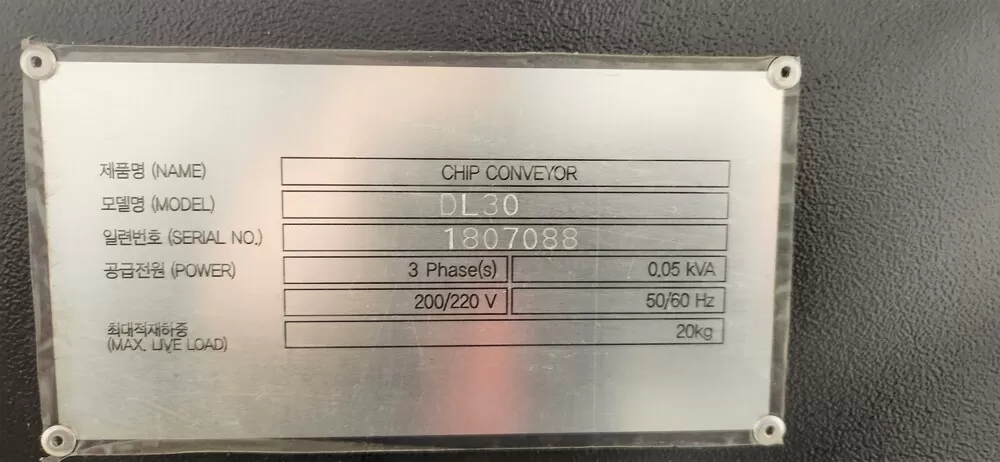 제품명 (NAME) CHIP CONVEYOR
모델명 (MODEL) DL30
일련번호 (SERIAL NO.) 1807088
공급전원 (POWER) 3 Phase(s) 0.05 kVA
200/220 V 50/60 Hz
최대적재하중
(MAX. LIVE LOAD) 20kg